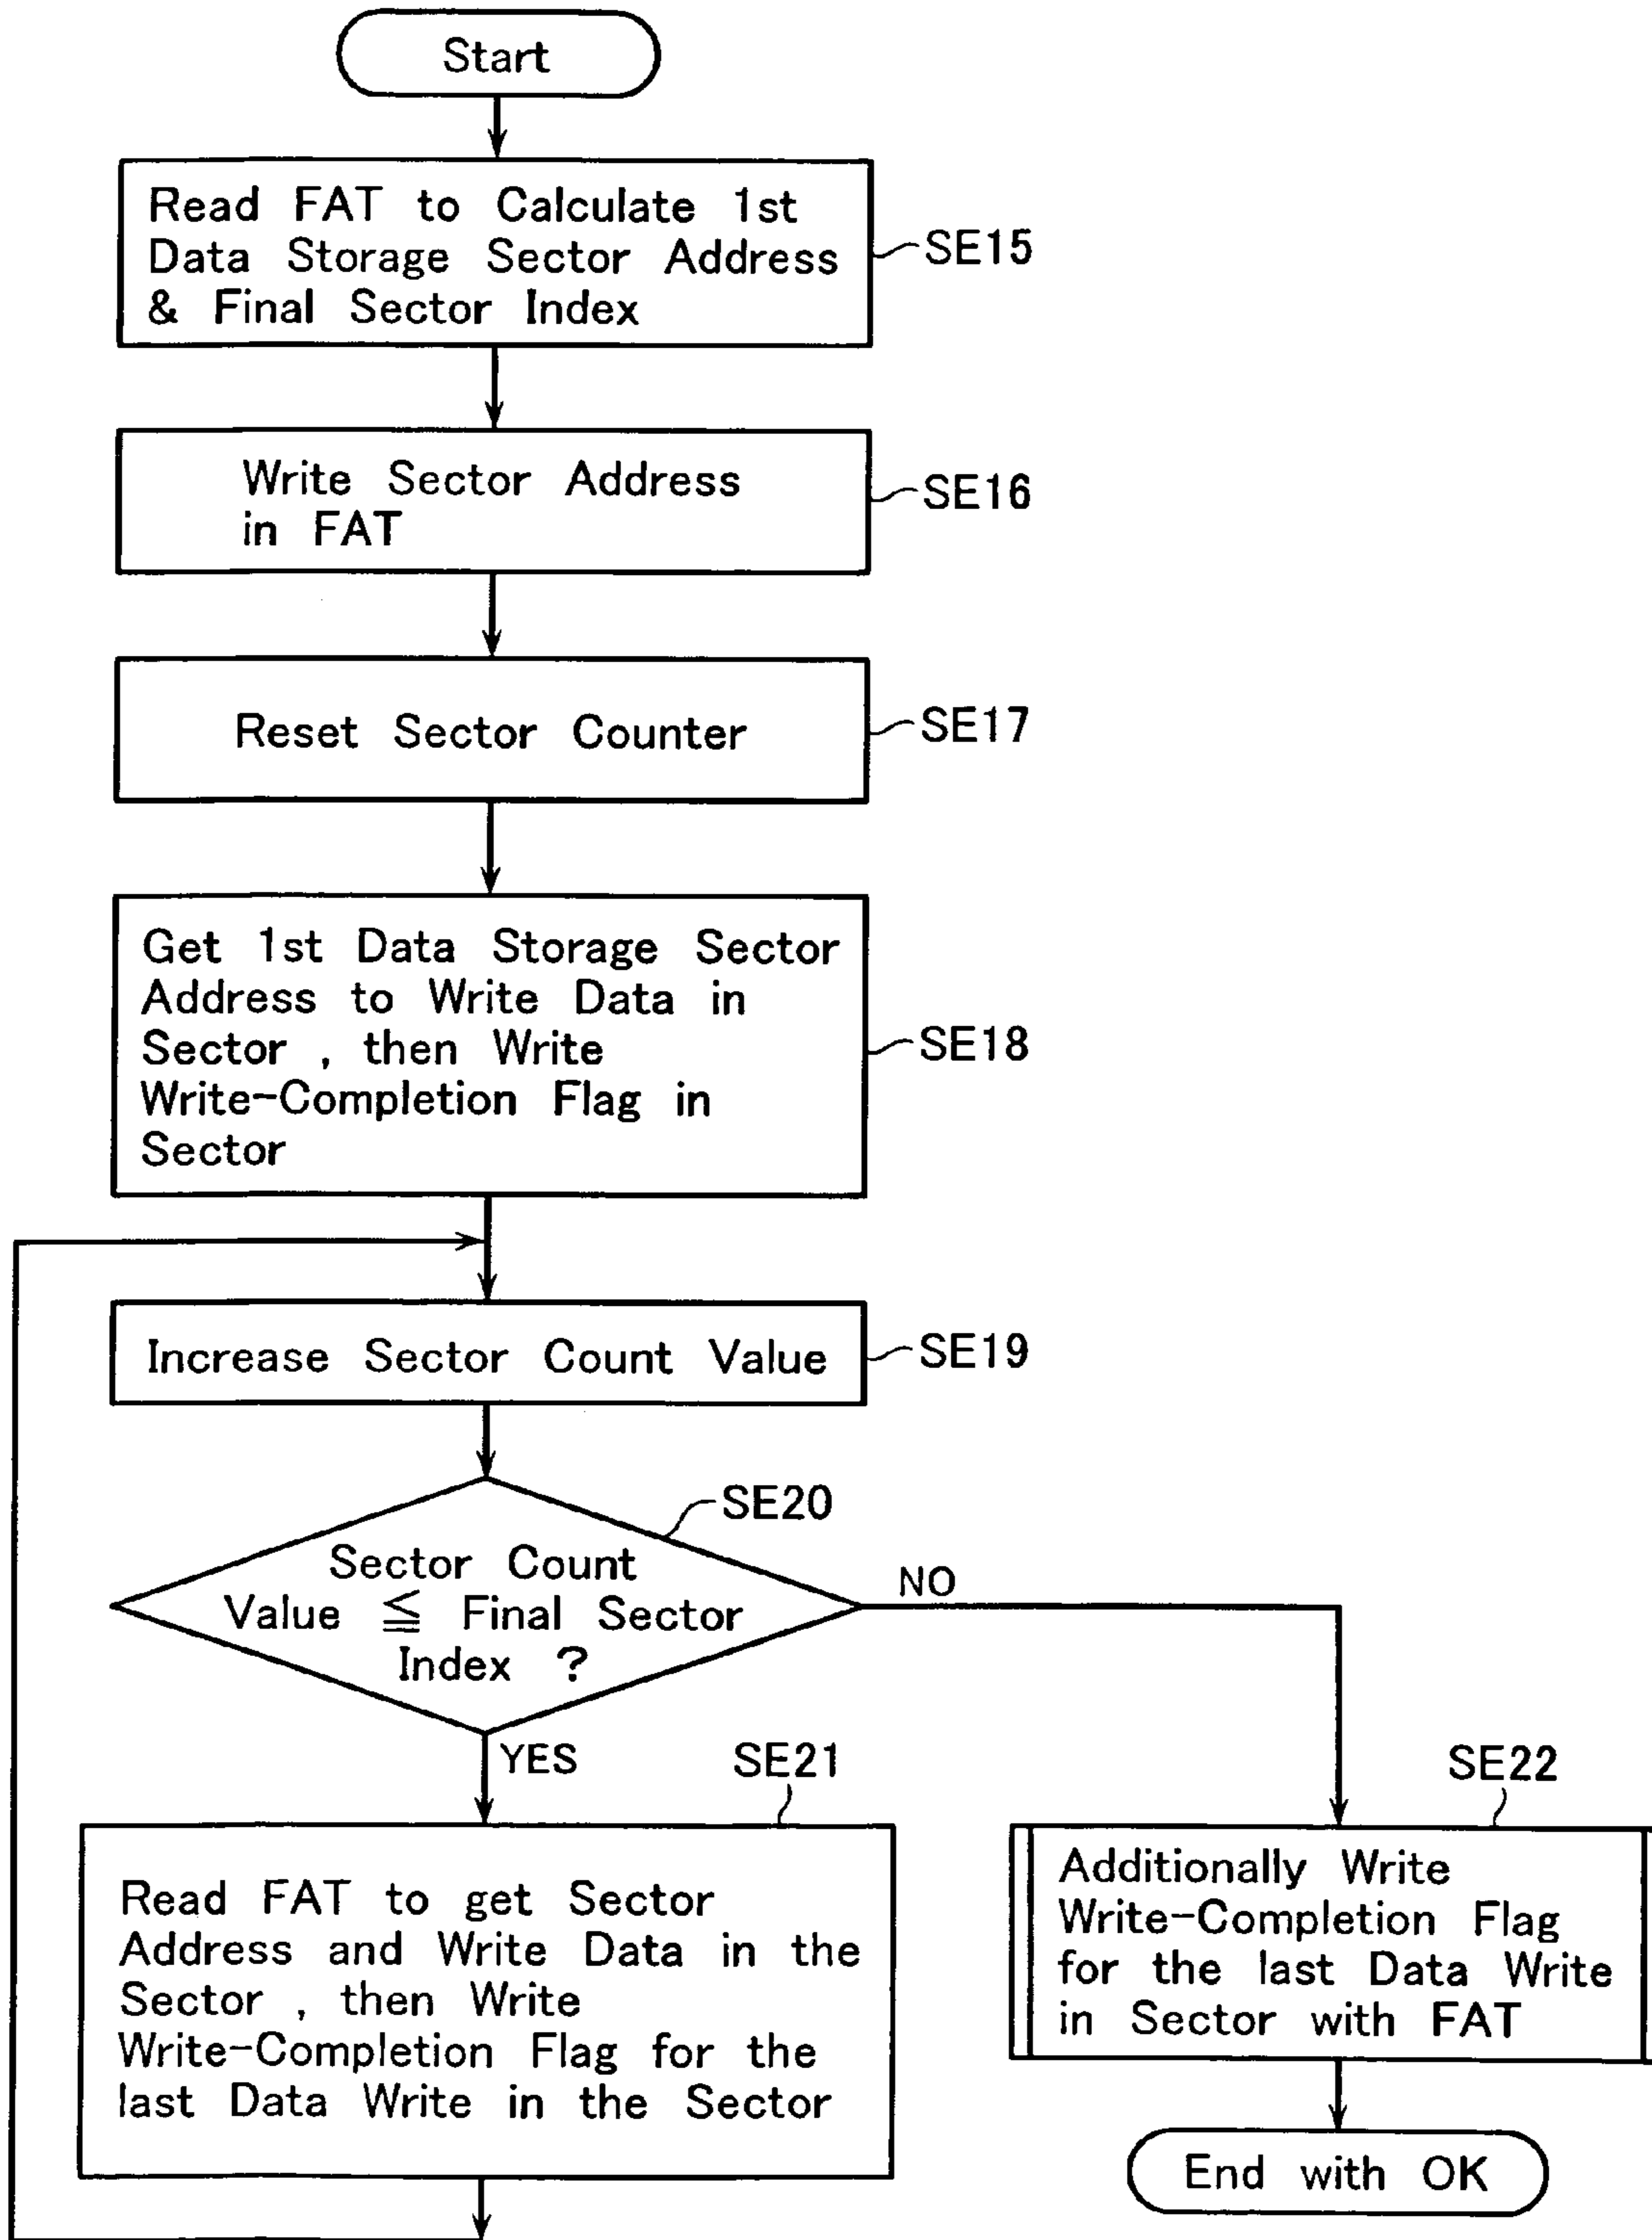 Start
Read FAT to Calculate 1st
Data Storage Sector Address
& Final Sector Index
SE15
Write Sector Address
in FAT
SE16
Reset Sector Counter
SE17
Get 1st Data Storage Sector
Address to Write Data in
Sector , then Write
Write-Completion Flag in
Sector
SE18
Increase Sector Count Value
SE19
SE20
Sector Count
Value ≦ Final Sector
Index ?
NO
YES
SE21
Read FAT to get Sector
Address and Write Data in the
Sector , then Write
Write-Completion Flag for the
last Data Write in the Sector
SE22
Additionally Write
Write-Completion Flag
for the last Data Write
in Sector with FAT
End with OK